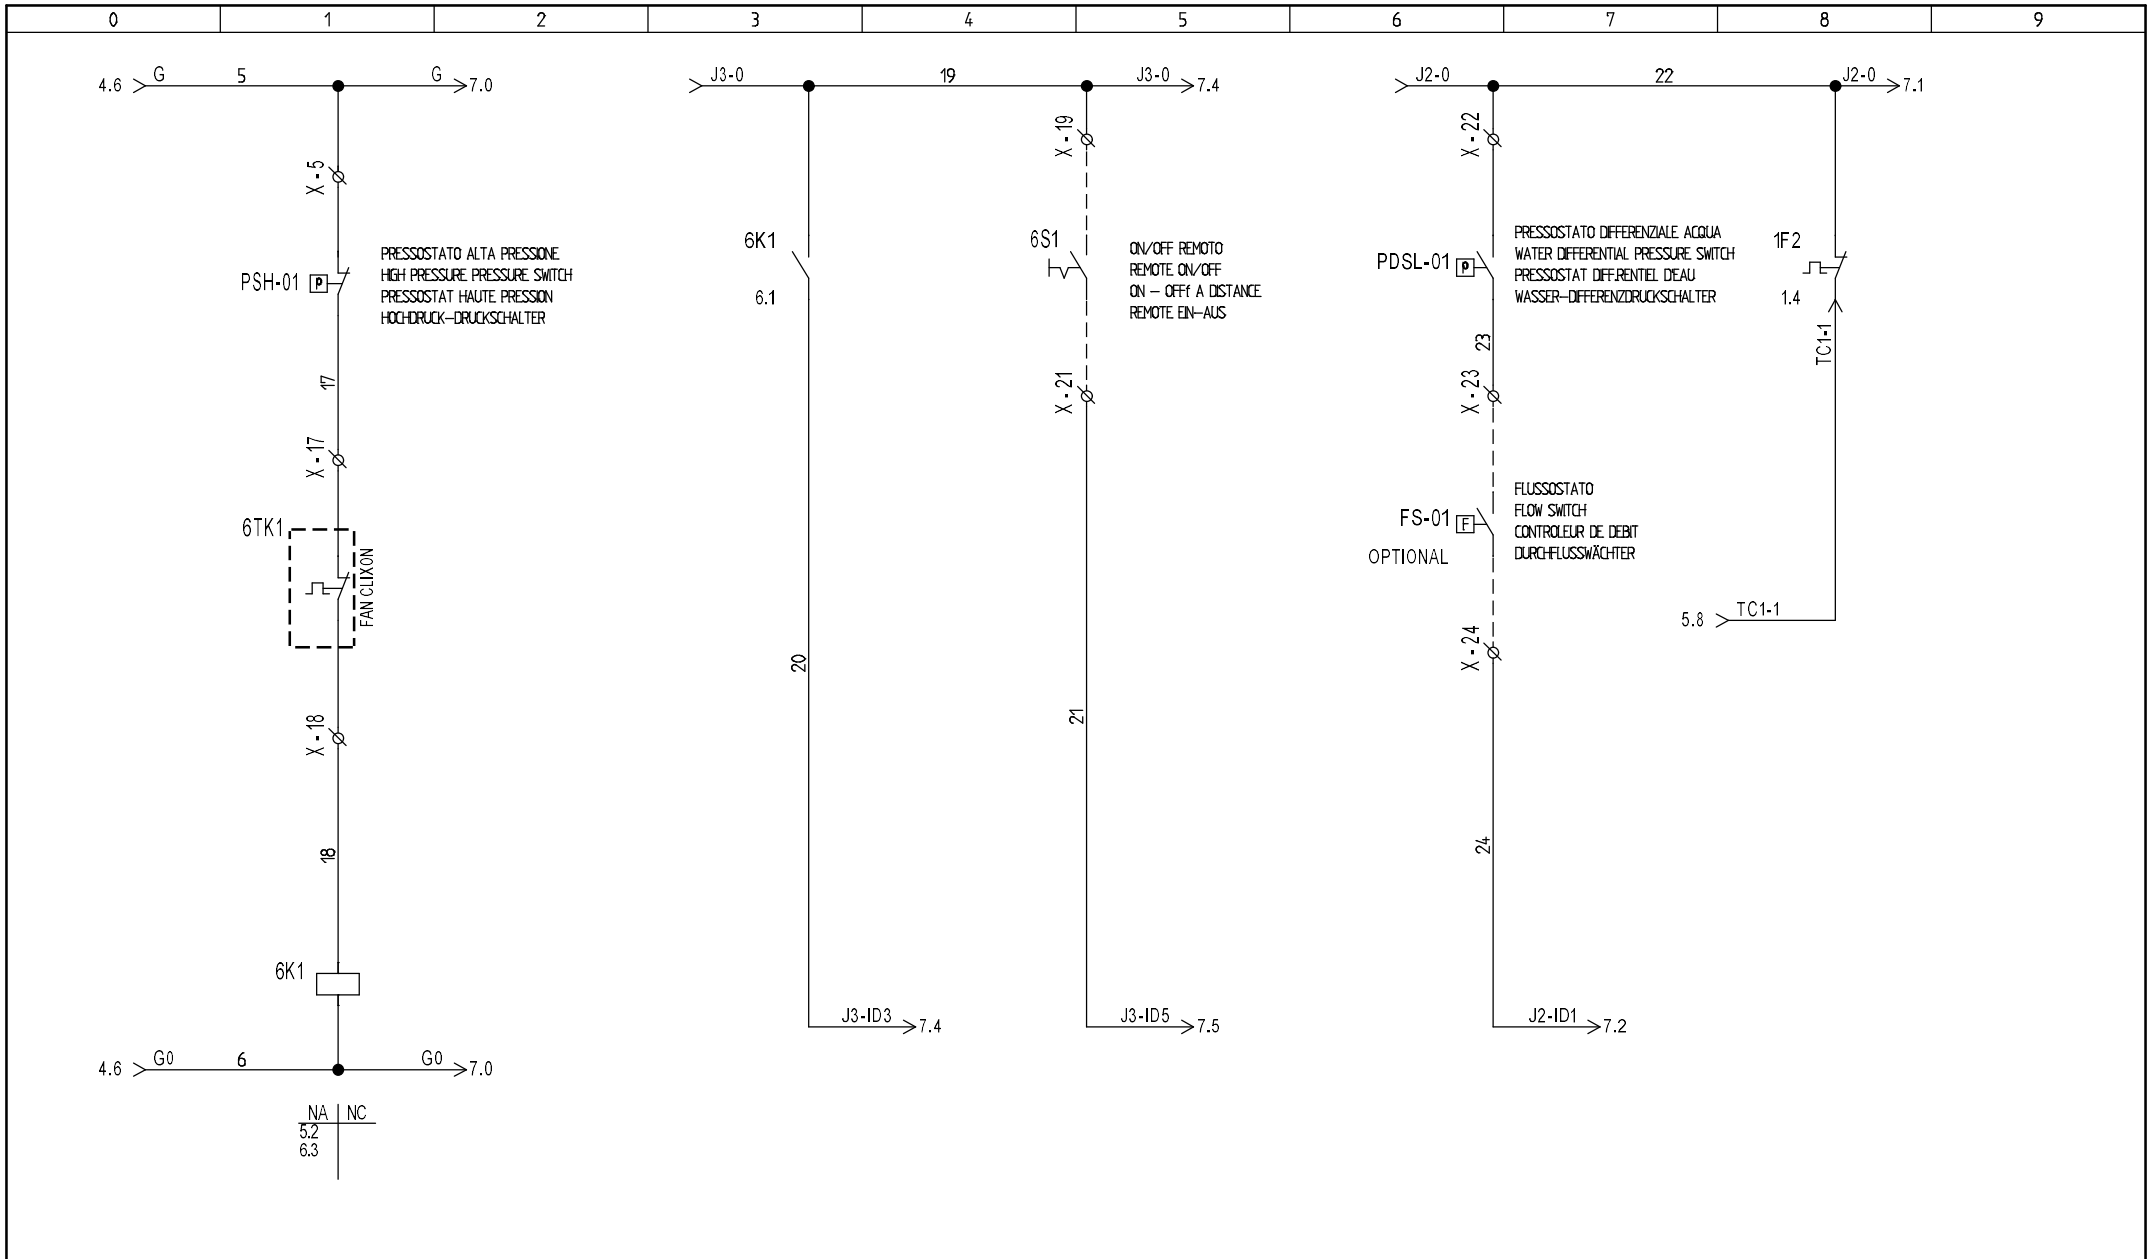 0 1 2 3 4 5 6 7 8 9
4.6 G 5 G 7.0
X-5
PSH-01 P
PRESSOSTATO ALTA PRESSIONE
HIGH PRESSURE PRESSURE SWITCH
PRESSOSTAT HAUTE PRESSION
HOCHDRUCK-DRUCKSCHALTER
17
X-17
6TK1
FAN CLIXON
X-18
18
6K1
4.6 G0 6 G0 7.0
NA NC
5.2
6.3
J3-0 19 J3-0 7.4
6K1
6.1
20
J3-ID3 7.4
X-19
6S1
ON/OFF REMOTO
REMOTE ON/OFF
ON - OFFf A DISTANCE
REMOTE EIN-AUS
X-21
21
J3-ID5 7.5
J2-0 22 J2-0 7.1
X-22
PDSL-01 P
PRESSOSTATO DIFFERENZIALE ACQUA
WATER DIFFERENTIAL PRESSURE SWITCH
PRESSOSTAT DIFF.RENTIEL D'EAU
WASSER-DIFFERENZDRUCKSCHALTER
23
X-23
FS-01 F
OPTIONAL
FLUSSOSTATO
FLOW SWITCH
CONTROLEUR DE DEBIT
DURCHFLUSSWÄCHTER
X-24
24
J2-ID1 7.2
1F2
1.4
TC1-1
5.8 TC1-1